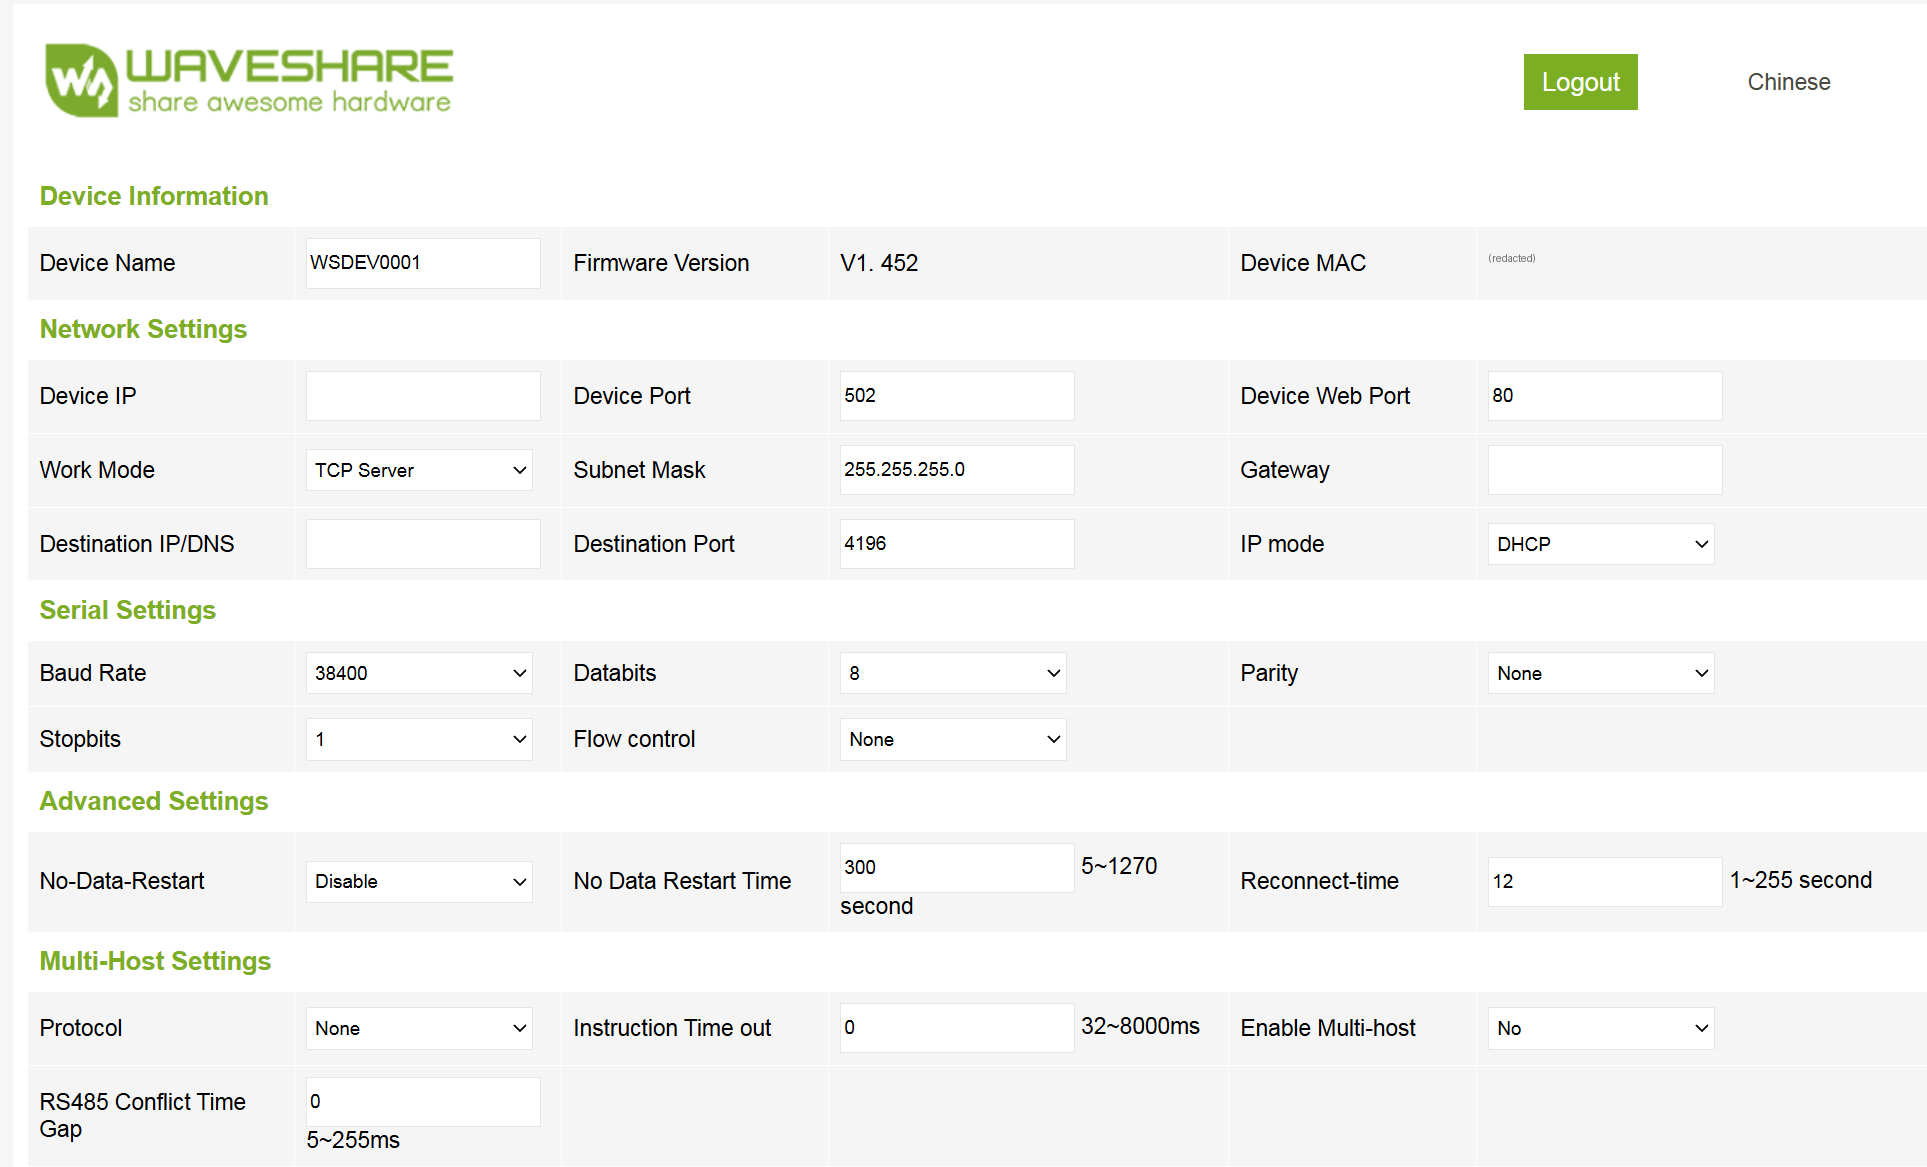 WAVESHARE
share awesome hardware
Logout
Chinese
Device Information
Device Name WSDEV0001 Firmware Version V1. 452 Device MAC (redacted)
Network Settings
Device IP Device Port 502 Device Web Port 80
Work Mode TCP Server Subnet Mask 255.255.255.0 Gateway
Destination IP/DNS Destination Port 4196 IP mode DHCP
Serial Settings
Baud Rate 38400 Databits 8 Parity None
Stopbits 1 Flow control None
Advanced Settings
No-Data-Restart Disable No Data Restart Time 300 5~1270
second
Reconnect-time 12 1~255 second
Multi-Host Settings
Protocol None Instruction Time out 0 32~8000ms Enable Multi-host No
RS485 Conflict Time
Gap
0
5~255ms